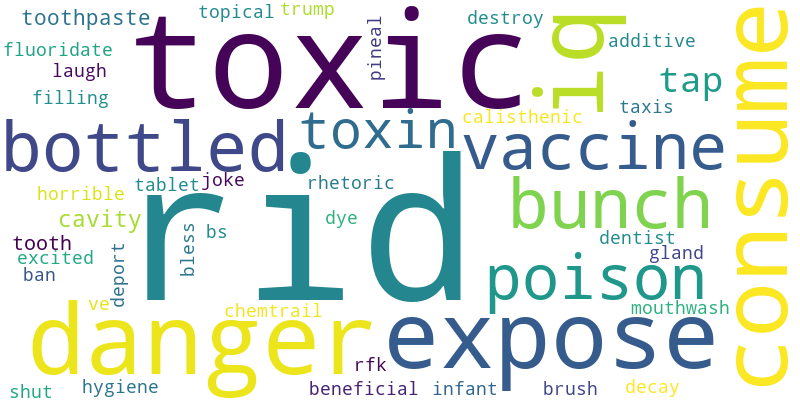 toothpaste
topical
trump
destroy
toxic
pineal
iq
additive
fluoridate
laugh
filling
tap
taxis
consume
bottled
toxin
calisthenic
vaccine
horrible
tablet
joke
rhetoric
rid
bunch
cavity
bs
dye
bless
tooth
excited
ban
deport
dentist
gland
poison
mouthwash
ve
chemtrail
danger
expose
rfk
shut
hygiene
beneficial
infant
brush
decay